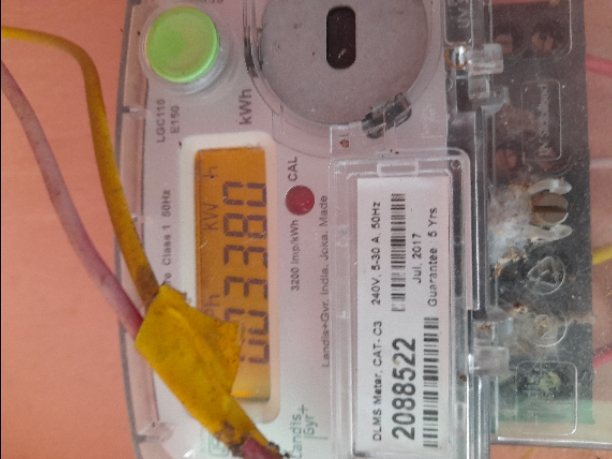 LGC110
E150
kWh
Class 1 50Hz
kW h
003380
CAL
3200 imp/kWh
Landis+Gyr, India, Joka, Made
Landis
Gyr+
DLMS Meter, CAT- C3 240V, 5-30 A, 50Hz
2088522
Jul, 2017
Guarantee 5 Yrs